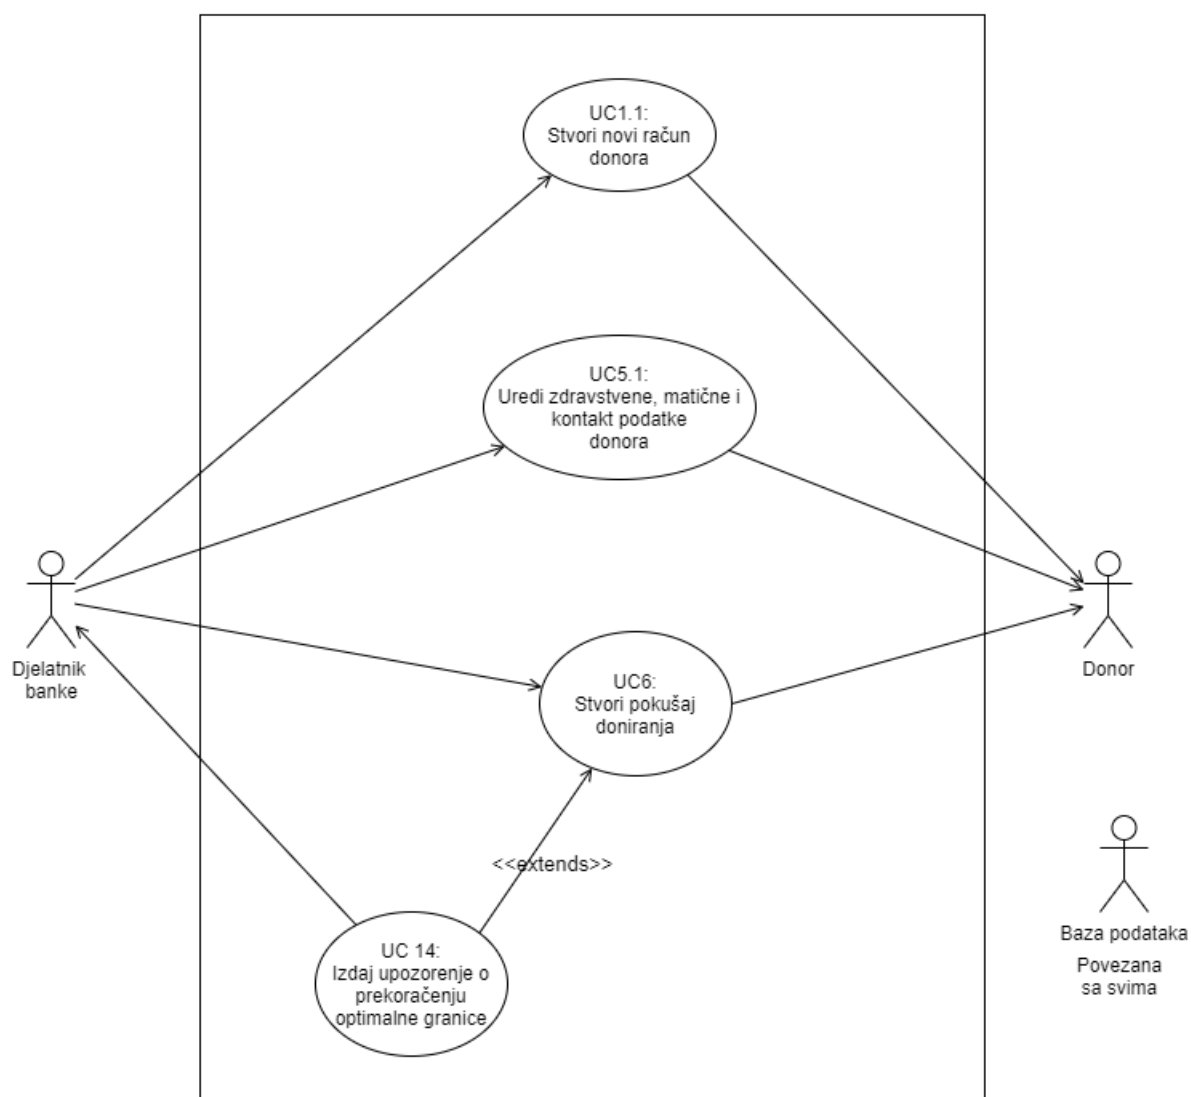 UC1.1:
Stvori novi račun
donora
UC5.1:
Uredi zdravstvene, matične i
kontakt podatke
donora
Djelatnik
banke
UC6:
Stvori pokušaj
doniranja
Donor
<<extends>>
Baza podataka
Povezana
sa svima
UC 14:
Izdaj upozorenje o
prekoračenju
optimalne granice